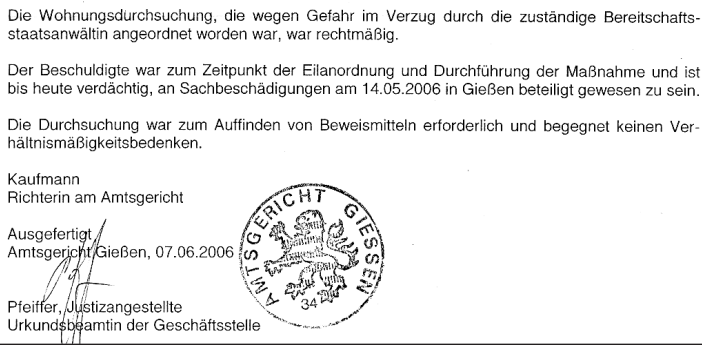 Die Wohnungsdurchsuchung, die wegen Gefahr im Verzug durch die zuständige Bereitschafts-
staatsanwältin angeordnet worden war, war rechtmäßig.
Der Beschuldigte war zum Zeitpunkt der Eilanordnung und Durchführung der Maßnahme und ist
bis heute verdächtig, an Sachbeschädigungen am 14.05.2006 in Gießen beteiligt gewesen zu sein.
Die Durchsuchung war zum Auffinden von Beweismitteln erforderlich und begegnet keinen Ver-
hältnismäßigkeitsbedenken.
Kaufmann
Richterin am Amtsgericht
Ausgefertigt
Amtsgericht Gießen, 07.06.2006
Pfeiffer, Justizangestellte
Urkundsbeamtin der Geschäftsstelle
AMTSGERICHT GIESSEN
34